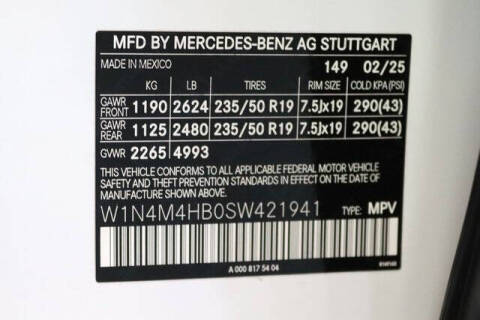 MFD BY MERCEDES-BENZ AG STUTTGART
MADE IN MEXICO 149 02/25
KG LB TIRES RIM SIZE COLD KPA (PSI)
GAWR FRONT 1190 2624 235/50 R19 7.5Jx19 290(43)
GAWR REAR 1125 2480 235/50 R19 7.5Jx19 290(43)
GVWR 2265 4993
THIS VEHICLE CONFORMS TO ALL APPLICABLE FEDERAL MOTOR VEHICLE
SAFETY AND THEFT PREVENTION STANDARDS IN EFFECT ON THE DATE OF
MANUFACTURE SHOWN ABOVE.
W1N4M4HB0SW421941 TYPE: MPV
A 000 817 54 04